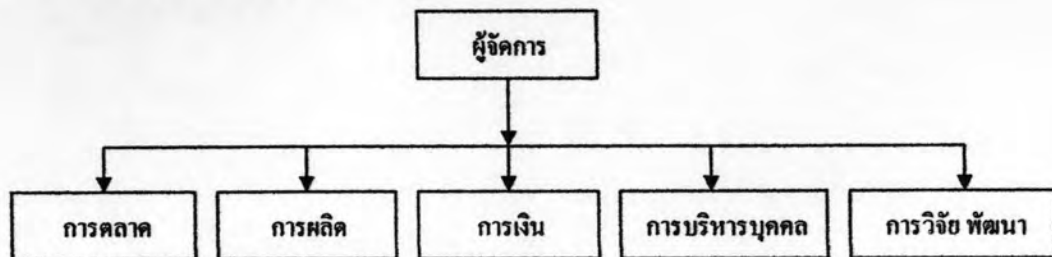 ผู้จัดการ
การตลาด
การผลิต
การเงิน
การบริหารบุคคล
การวิจัย พัฒนา